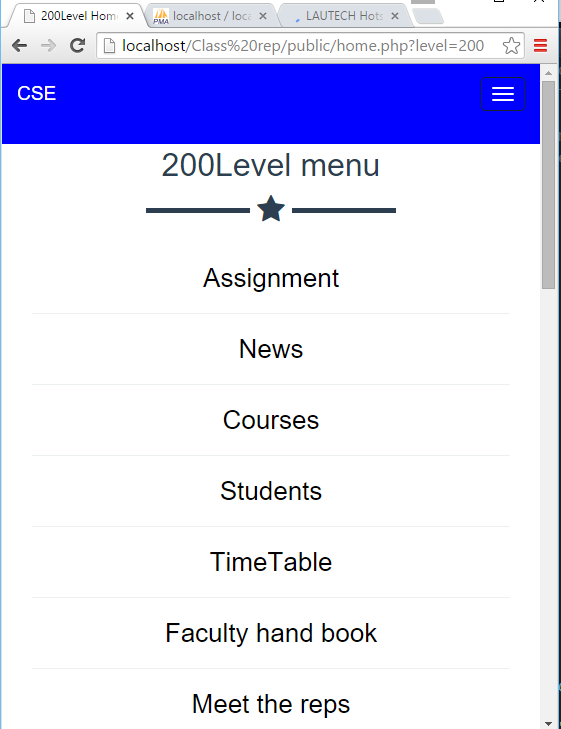 200Level Hom
localhost / loca
LAUTECH Hots
localhost/Class%20rep/public/home.php?level=200
CSE
200Level menu
Assignment
News
Courses
Students
TimeTable
Faculty hand book
Meet the reps